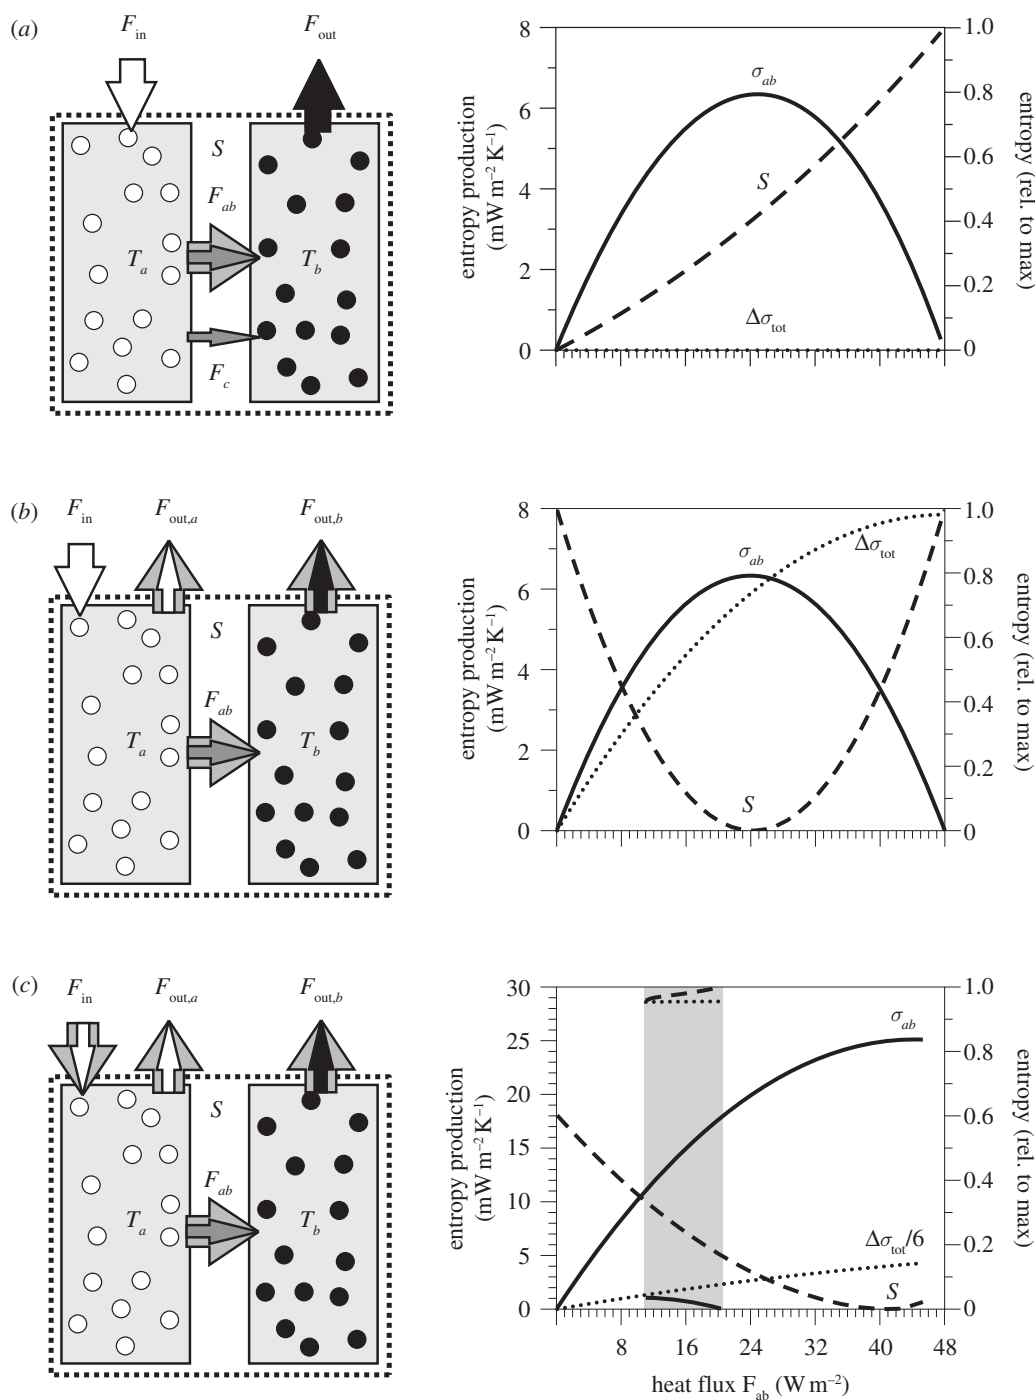 (a)
F_in
F_out
S
F_ab
T_a
T_b
F_c
entropy production
(mW m⁻² K⁻¹)
8
6
4
2
0
σ_ab
S
Δσ_tot
1.0
0.8
0.6
0.4
0.2
0
entropy (rel. to max)
(b)
F_in
F_out,a
F_out,b
S
F_ab
T_a
T_b
entropy production
(mW m⁻² K⁻¹)
8
6
4
2
0
σ_ab
Δσ_tot
S
1.0
0.8
0.6
0.4
0.2
0
entropy (rel. to max)
(c)
F_in
F_out,a
F_out,b
S
F_ab
T_a
T_b
entropy production
(mW m⁻² K⁻¹)
30
25
20
15
10
5
0
σ_ab
Δσ_tot/6
S
1.0
0.8
0.6
0.4
0.2
0
entropy (rel. to max)
8 16 24 32 40 48
heat flux F_ab (W m⁻²)